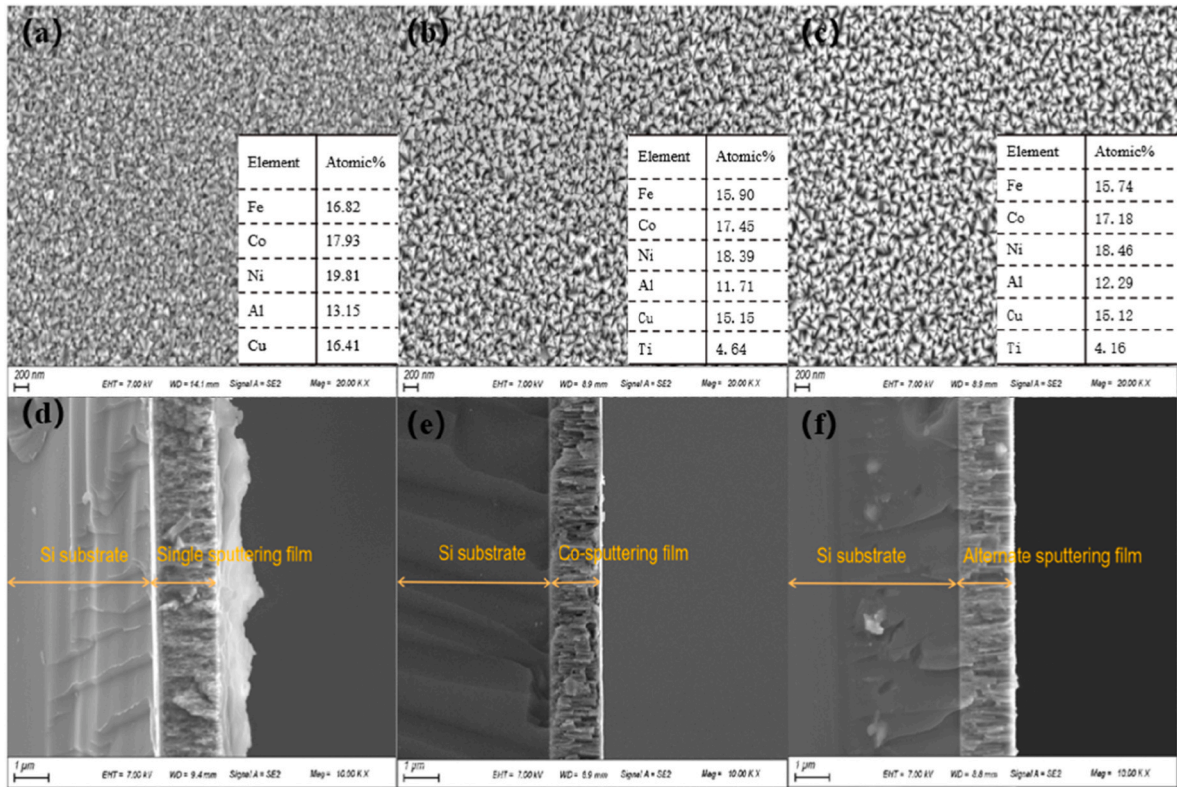 (a)
Element Atomic%
Fe 16.82
Co 17.93
Ni 19.81
Al 13.15
Cu 16.41
200 nm EHT = 7.00 kV WD = 14.1 mm Signal A = SE2 Mag = 20.00 K X
(b)
Element Atomic%
Fe 15.90
Co 17.45
Ni 18.39
Al 11.71
Cu 15.15
Ti 4.64
200 nm EHT = 7.00 kV WD = 8.9 mm Signal A = SE2 Mag = 20.00 K X
(c)
Element Atomic%
Fe 15.74
Co 17.18
Ni 18.46
Al 12.29
Cu 15.12
Ti 4.16
200 nm EHT = 7.00 kV WD = 8.9 mm Signal A = SE2 Mag = 20.00 K X
(d)
Si substrate Single sputtering film
1 μm EHT = 7.00 kV WD = 9.4 mm Signal A = SE2 Mag = 10.00 K X
(e)
Si substrate Co-sputtering film
1 μm EHT = 7.00 kV WD = 8.9 mm Signal A = SE2 Mag = 10.00 K X
(f)
Si substrate Alternate sputtering film
1 μm EHT = 7.00 kV WD = 8.8 mm Signal A = SE2 Mag = 10.00 K X